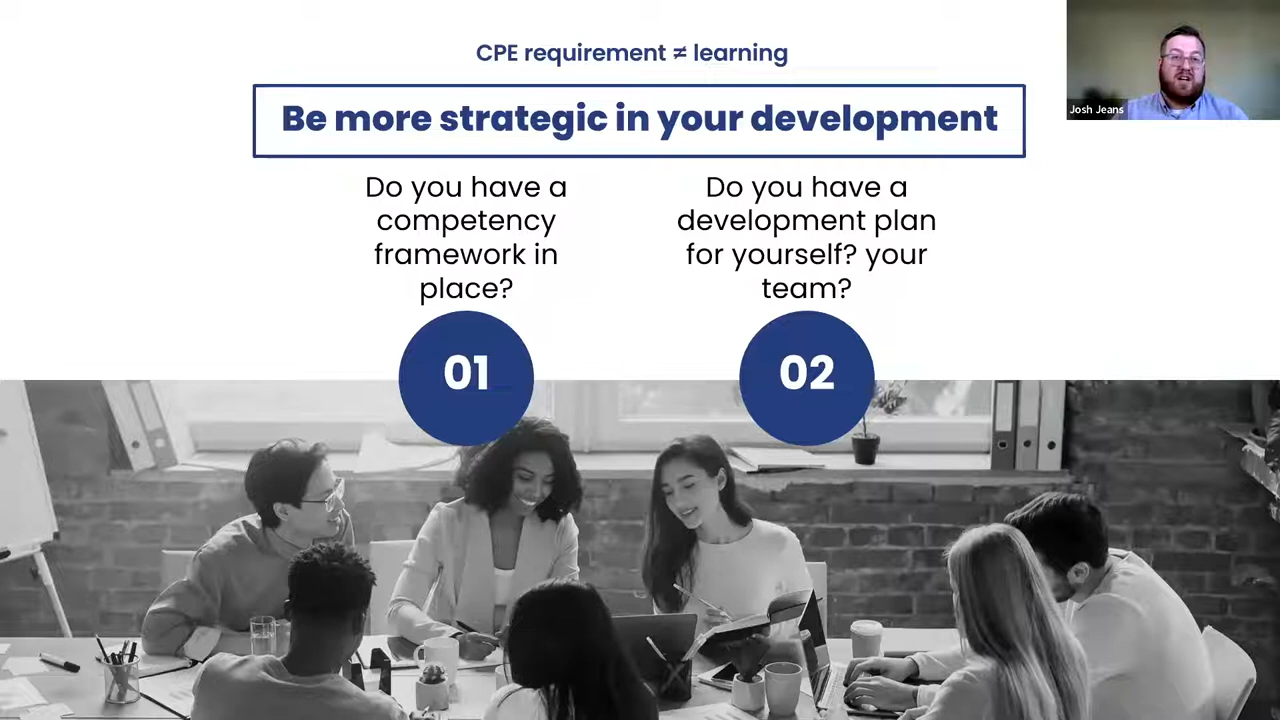 CPE requirement ≠ learning
Be more strategic in your development
Do you have a
competency
framework in
place?
Do you have a
development plan
for yourself? your
team?
01
02
Josh Jeans